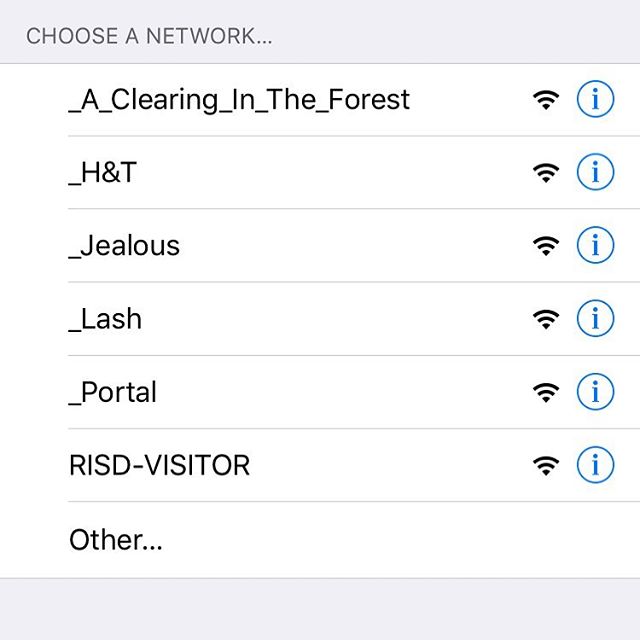 CHOOSE A NETWORK...
_A_Clearing_In_The_Forest
_H&T
_Jealous
_Lash
_Portal
RISD-VISITOR
Other...